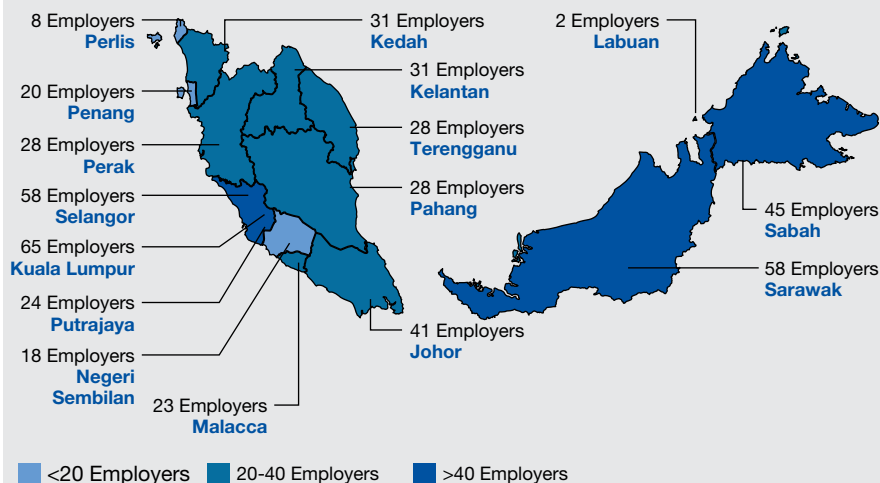 8 Employers
Perlis
31 Employers
Kedah
2 Employers
Labuan
20 Employers
Penang
31 Employers
Kelantan
28 Employers
Perak
28 Employers
Terengganu
58 Employers
Selangor
28 Employers
Pahang
45 Employers
Sabah
65 Employers
Kuala Lumpur
58 Employers
Sarawak
24 Employers
Putrajaya
41 Employers
Johor
18 Employers
Negeri
Sembilan
23 Employers
Malacca
<20 Employers
20-40 Employers
>40 Employers